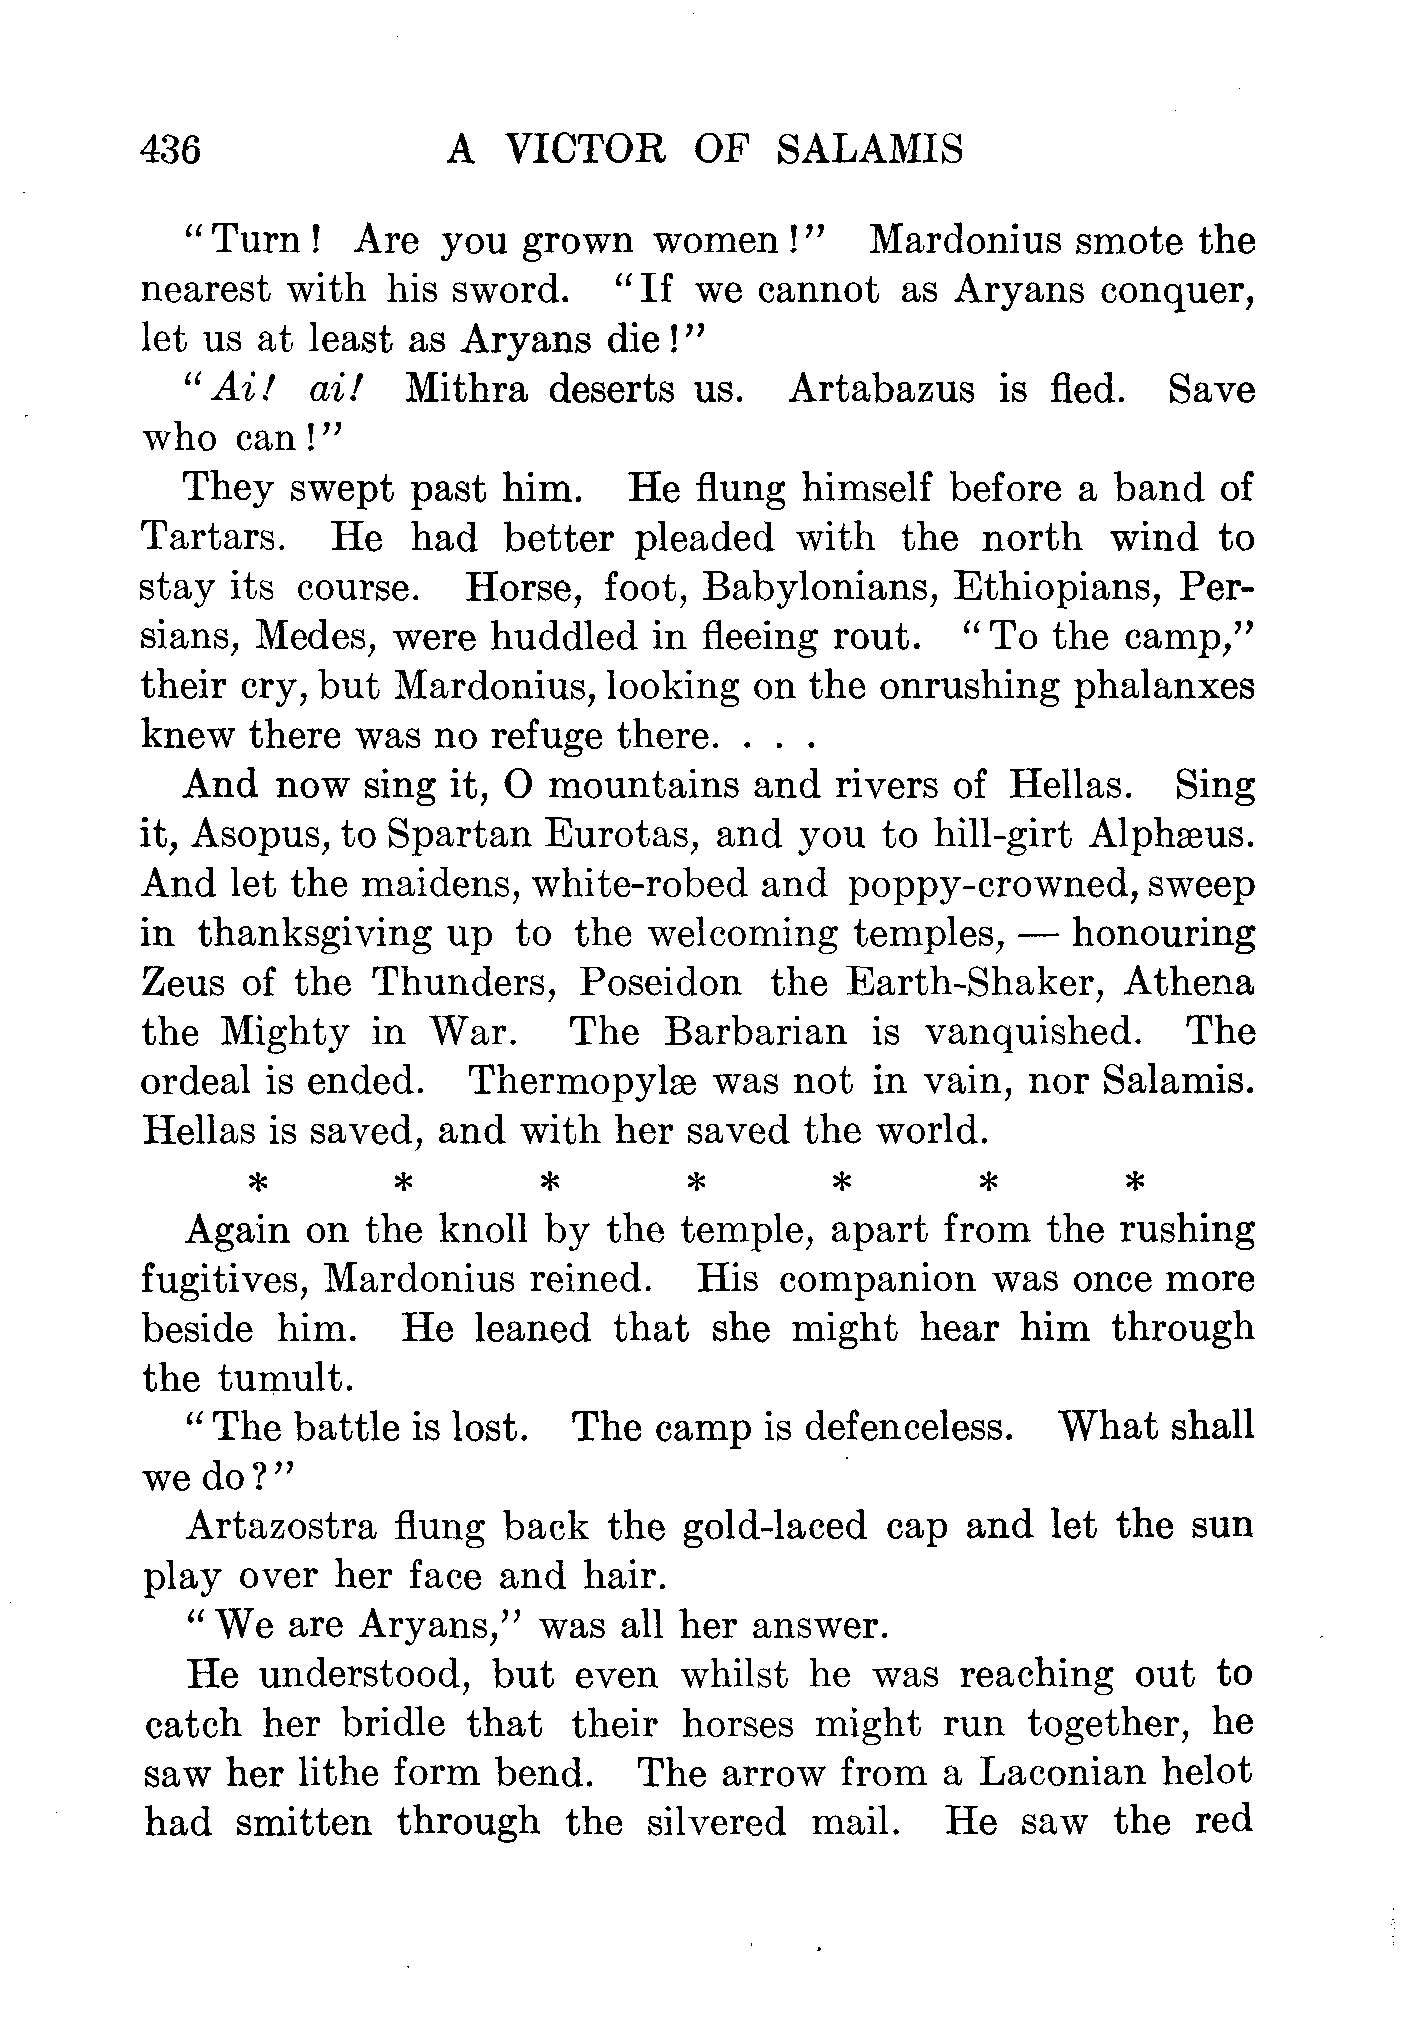 436 A VICTOR OF SALAMIS
"Turn! Are you grown women!" Mardonius smote the
nearest with his sword. "If we cannot as Aryans conquer,
let us at least as Aryans die!"
"Ai! ai! Mithra deserts us. Artabazus is fled. Save
who can!"
They swept past him. He flung himself before a band of
Tartars. He had better pleaded with the north wind to
stay its course. Horse, foot, Babylonians, Ethiopians, Per-
sians, Medes, were huddled in fleeing rout. "To the camp,"
their cry, but Mardonius, looking on the onrushing phalanxes
knew there was no refuge there. . . .
And now sing it, O mountains and rivers of Hellas. Sing
it, Asopus, to Spartan Eurotas, and you to hill-girt Alphæus.
And let the maidens, white-robed and poppy-crowned, sweep
in thanksgiving up to the welcoming temples, — honouring
Zeus of the Thunders, Poseidon the Earth-Shaker, Athena
the Mighty in War. The Barbarian is vanquished. The
ordeal is ended. Thermopylæ was not in vain, nor Salamis.
Hellas is saved, and with her saved the world.
* * * * * * *
Again on the knoll by the temple, apart from the rushing
fugitives, Mardonius reined. His companion was once more
beside him. He leaned that she might hear him through
the tumult.
"The battle is lost. The camp is defenceless. What shall
we do?"
Artazostra flung back the gold-laced cap and let the sun
play over her face and hair.
"We are Aryans," was all her answer.
He understood, but even whilst he was reaching out to
catch her bridle that their horses might run together, he
saw her lithe form bend. The arrow from a Laconian helot
had smitten through the silvered mail. He saw the red